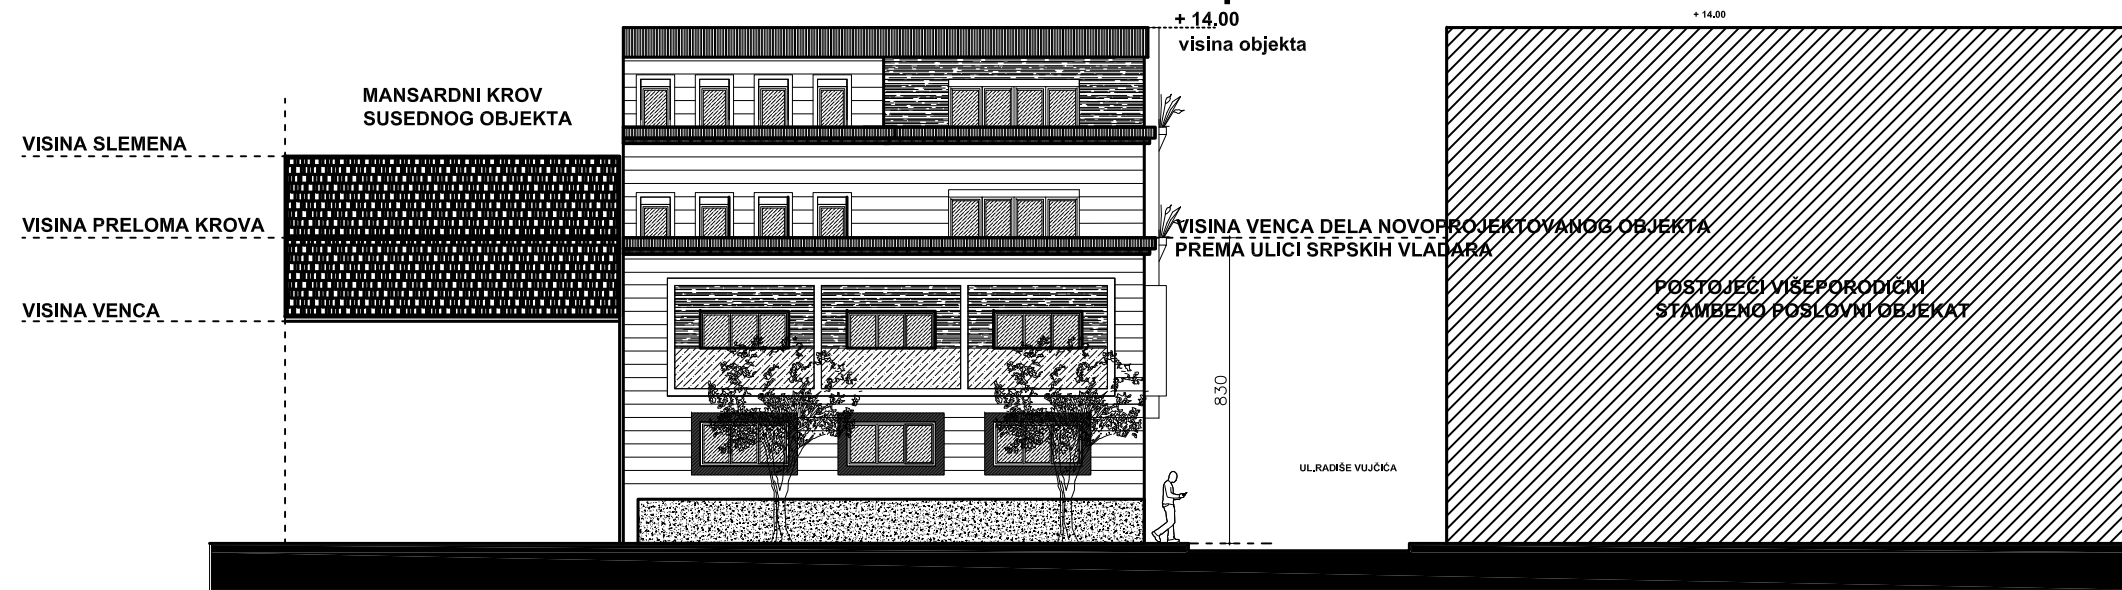 + 14.00
visina objekta
+ 14.00
MANSARDNI KROV
SUSEDNOG OBJEKTA
VISINA SLEMENA
VISINA PRELOMA KROVA
VISINA VENCA DELA NOVOPROJEKTOVANOG OBJEKTA
PREMA ULICI SRPSKIH VLADARA
VISINA VENCA
POSTOJEĆI VIŠEPORODIČNI
STAMBENO POSLOVNI OBJEKAT
830
UL.RADIŠE VUJČIĆA